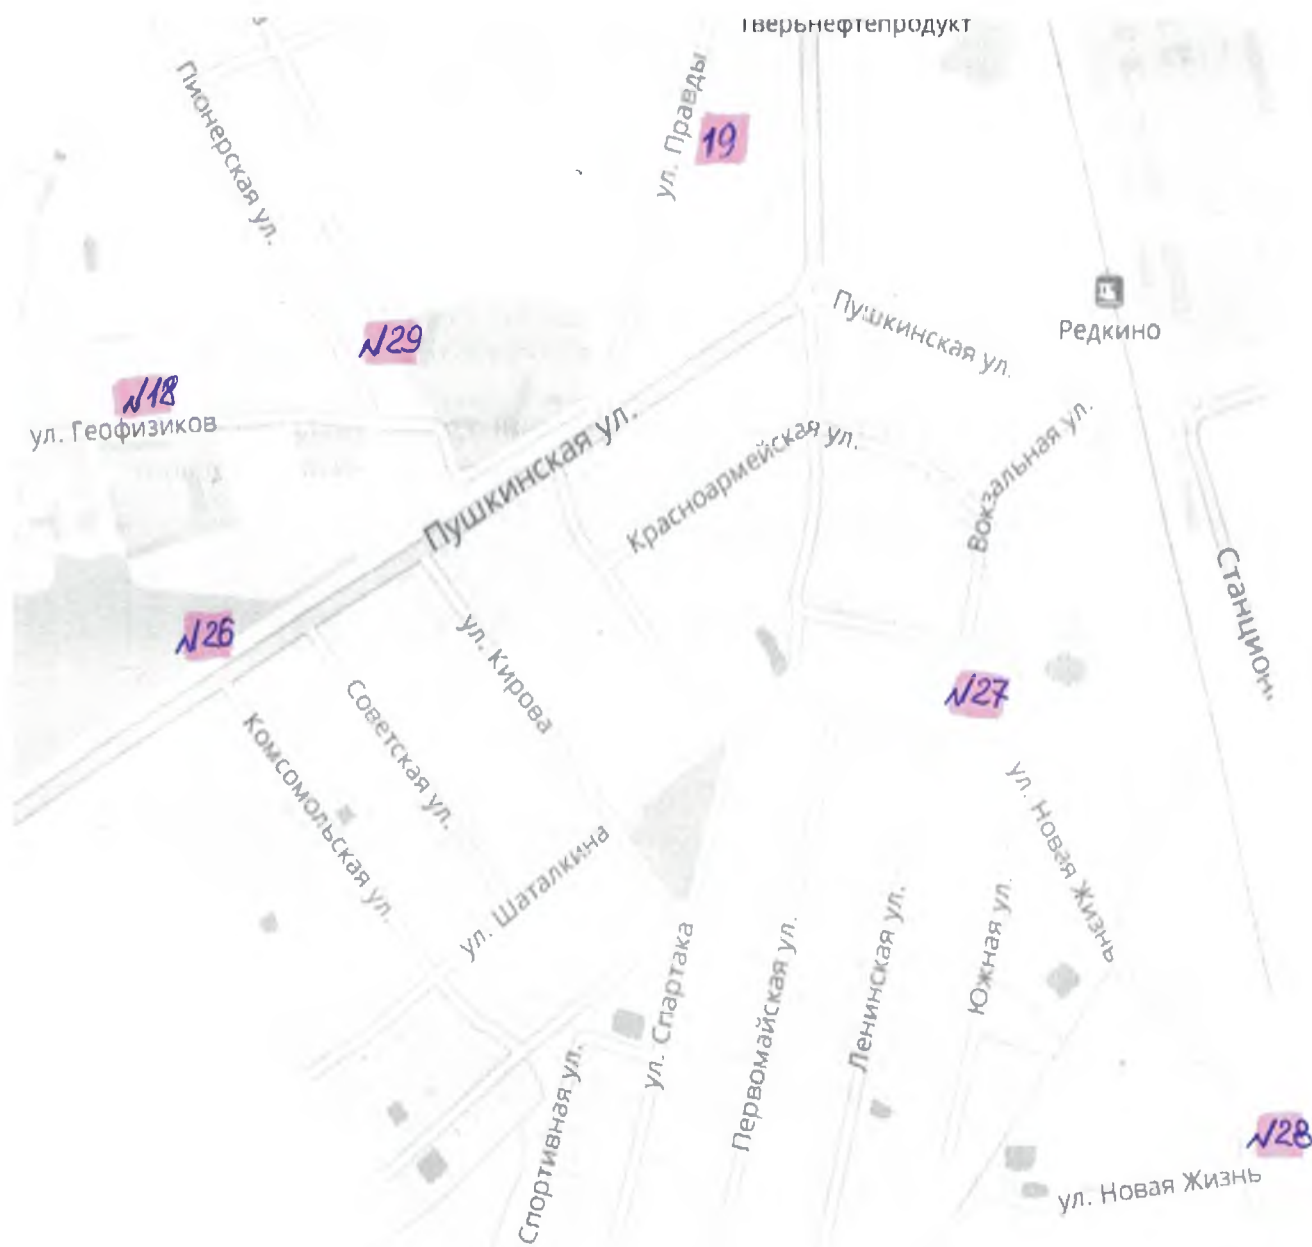 Тверьнефтепродукт
Пионерская ул.
ул. Правды
19
Пушкинская ул.
Редкино
№29
№18
ул. Геофизиков
Пушкинская ул.
Красноармейская ул.
Вокзальная ул.
Станцион.
№26
ул. Кирова
№27
Советская ул.
Комсомольская ул.
ул. Новая Жизнь
ул. Шаталкина
ул. Спартака
Первомайская ул.
Ленинская ул.
Южная ул.
Спортивная ул.
№28
ул. Новая Жизнь